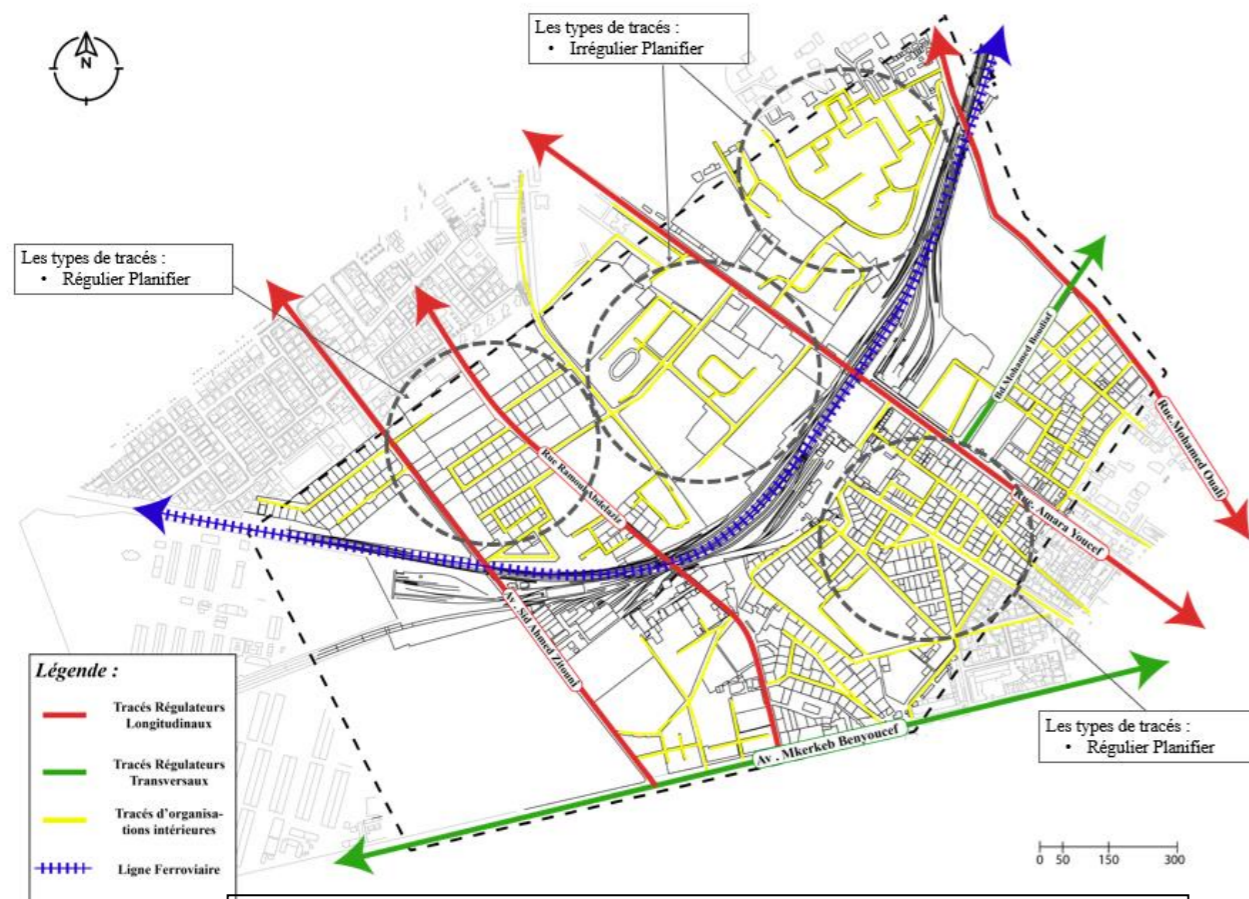 Les types de tracés :
• Irrégulier Planifier
N
Les types de tracés :
• Régulier Planifier
Bd.Mohamed Boudiaf
Rue.Mohamed Ouali
Rue Ramoul Abdelaziz
Rue. Amara Youcef
Av . Sid Ahmed Zitouni
Av . Mkerkeb Benyoucef
Les types de tracés :
• Régulier Planifier
Légende :
Tracés Régulateurs
Longitudinaux
Tracés Régulateurs
Transversaux
Tracés d'organisa-
tions intérieures
Ligne Ferroviaire
0 50 150 300